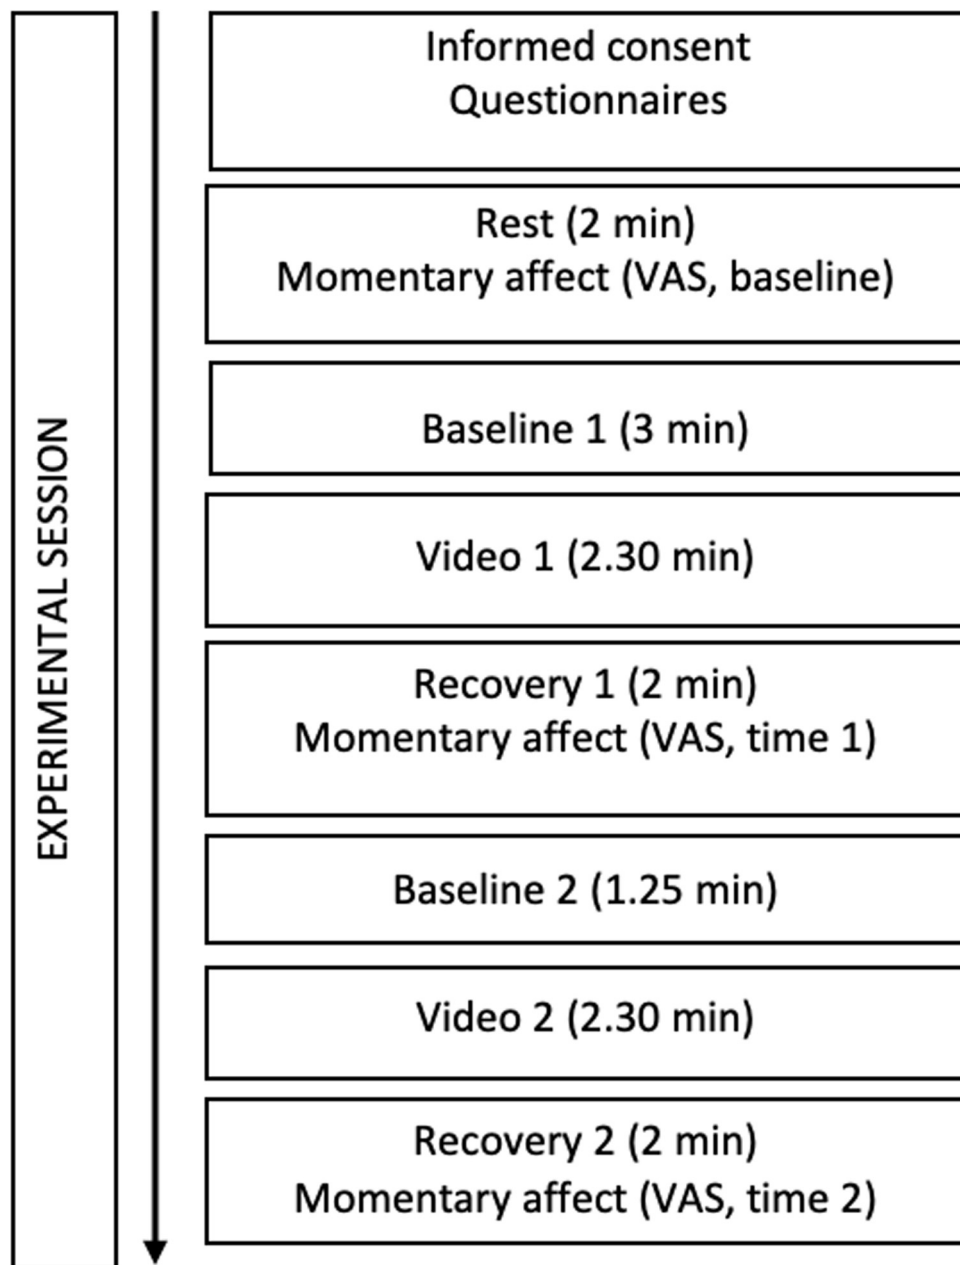 EXPERIMENTAL SESSION
Informed consent
Questionnaires
Rest (2 min)
Momentary affect (VAS, baseline)
Baseline 1 (3 min)
Video 1 (2.30 min)
Recovery 1 (2 min)
Momentary affect (VAS, time 1)
Baseline 2 (1.25 min)
Video 2 (2.30 min)
Recovery 2 (2 min)
Momentary affect (VAS, time 2)